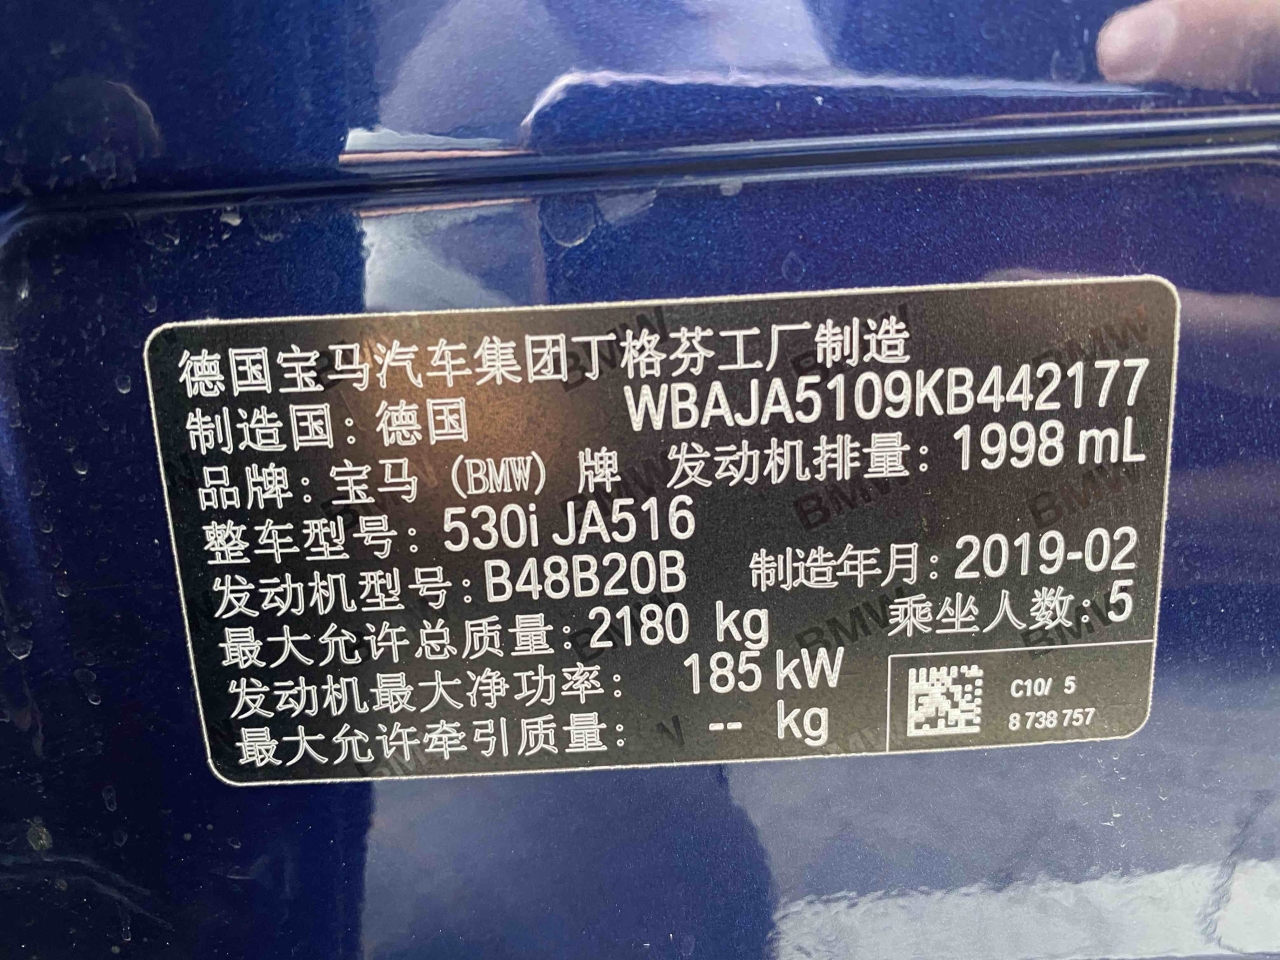 德国宝马汽车集团丁格芬工厂制造
制造国：德国 WBAJA5109KB442177
品牌：宝马 (BMW) 牌 发动机排量：1998 mL
整车型号：530i JA516
发动机型号：B48B20B 制造年月：2019-02
最大允许总质量：2180 kg 乘坐人数：5
发动机最大净功率： 185 kW
最大允许牵引质量： -- kg
C10/ 5
8 738 757